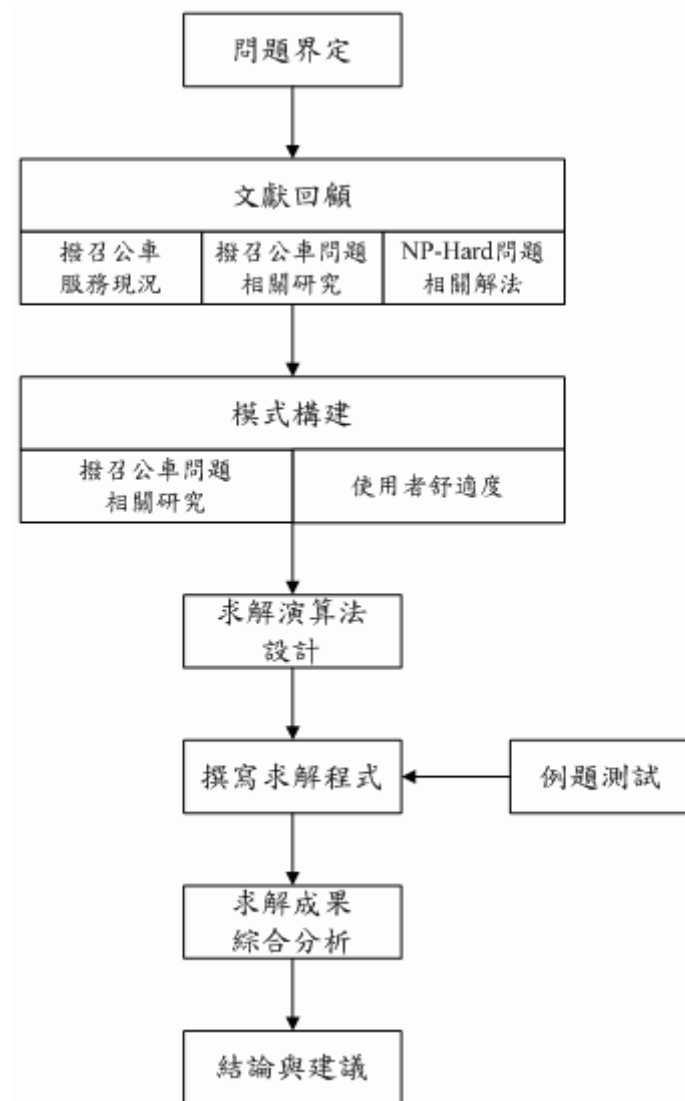 問題界定
文獻回顧
撥召公車
服務現況
撥召公車問題
相關研究
NP-Hard問題
相關解法
模式構建
撥召公車問題
相關研究
使用者舒適度
求解演算法
設計
撰寫求解程式
例題測試
求解成果
綜合分析
結論與建議